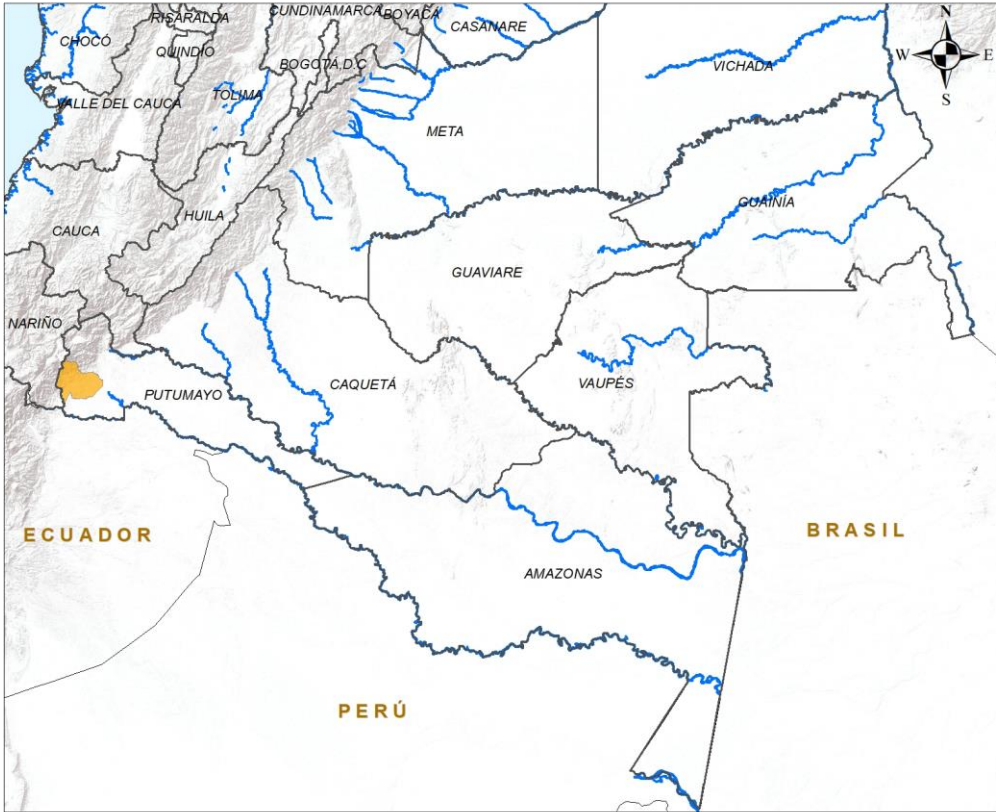 CUNDINAMARCA
BOYACÁ
RISARALDA
CASANARE
N
CHOCÓ
QUINDÍO
BOGOTÁ,D.C
VICHADA
W
E
S
TOLIMA
VALLE DEL CAUCA
META
GUAINÍA
HUILA
CAUCA
GUAVIARE
NARIÑO
CAQUETÁ
VAUPÉS
PUTUMAYO
ECUADOR
BRASIL
AMAZONAS
PERÚ